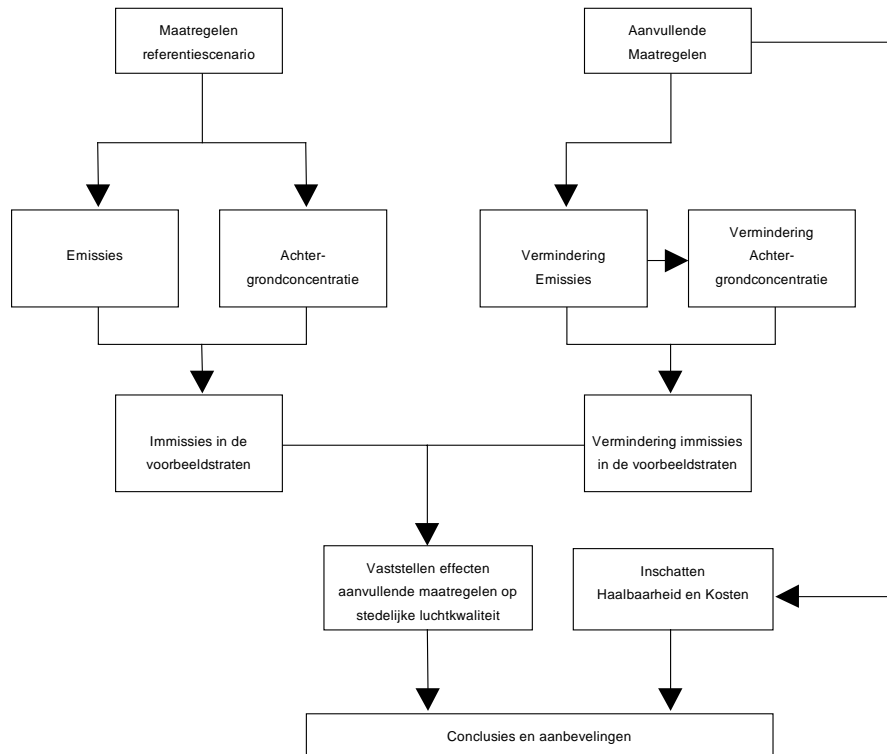 Maatregelen
referentiescenario
Aanvullende
Maatregelen
Emissies
Achter-
grondconcentratie
Vermindering
Emissies
Vermindering
Achter-
grondconcentratie
Immissies in de
voorbeeldstraten
Vermindering immissies
in de voorbeeldstraten
Vaststellen effecten
aanvullende maatregelen op
stedelijke luchtkwaliteit
Inschatten
Haalbaarheid en Kosten
Conclusies en aanbevelingen